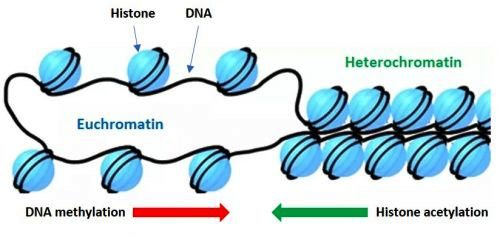 Histone
DNA
Heterochromatin
Euchromatin
DNA methylation
Histone acetylation